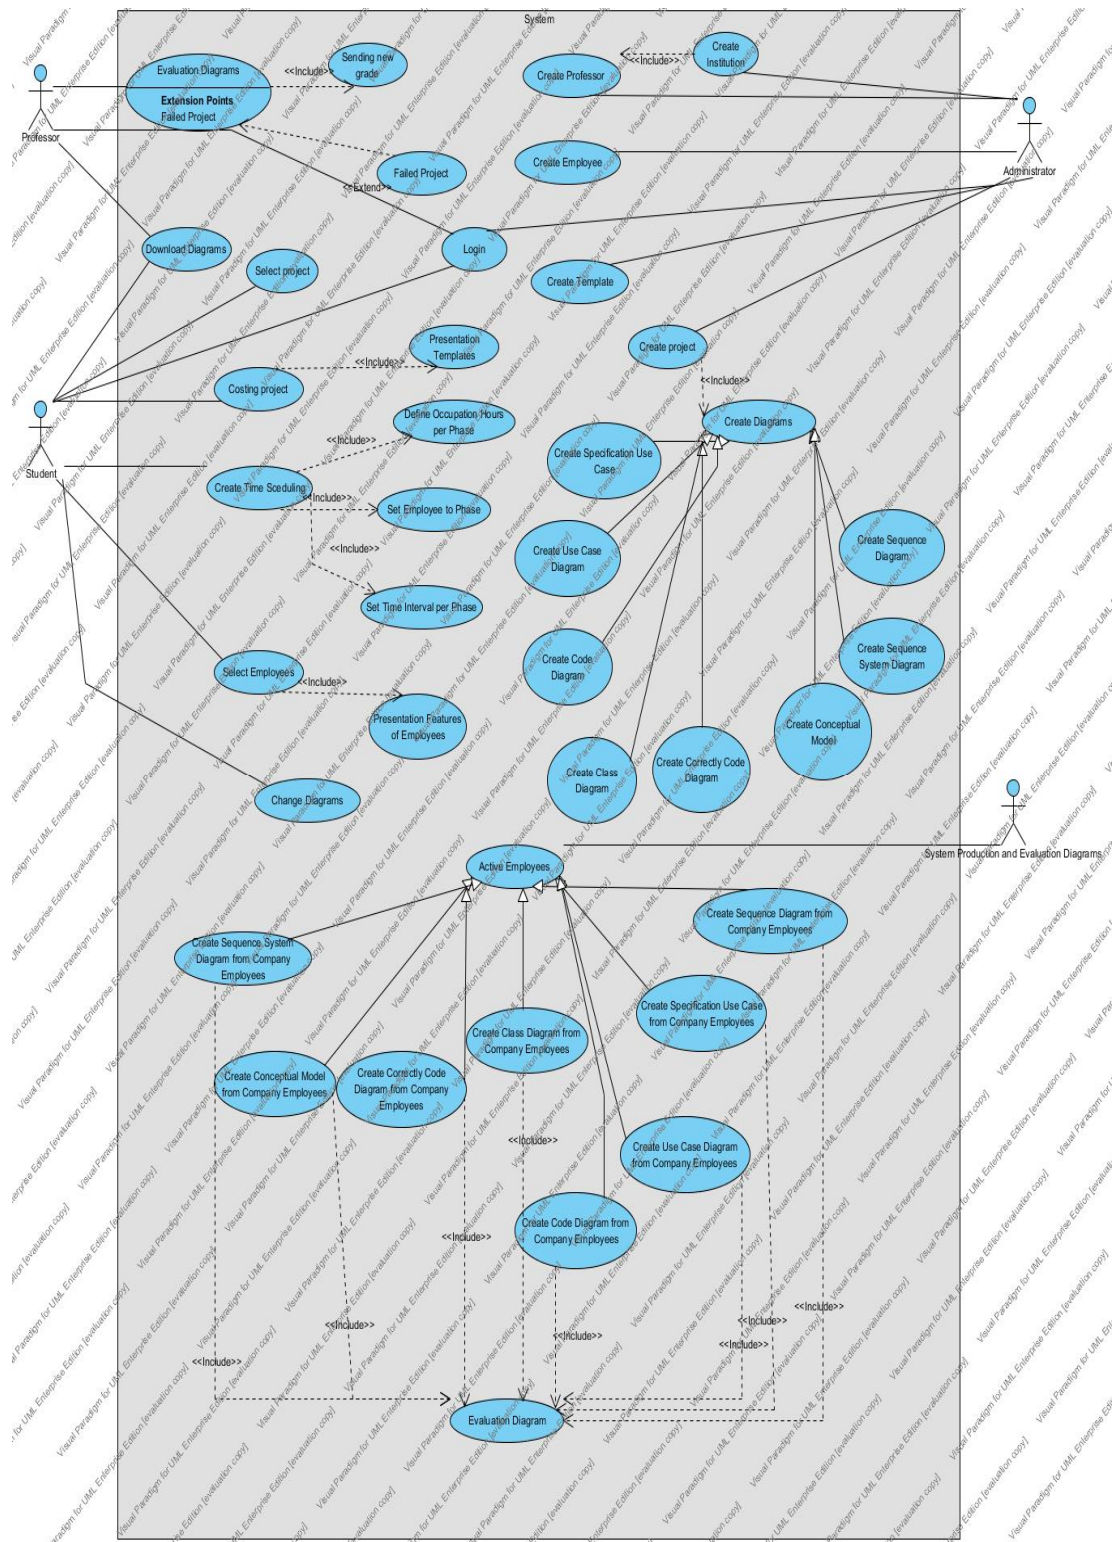 System
Evaluation Diagrams
Extension Points
Failed Project
<<Include>>
Sending new
grade
Create Professor
<<Include>>
Create
Institution
Professor
Administrator
Create Employee
Failed Project
<<Extend>>
Download Diagrams
Login
Select project
Create Template
Presentation
Templates
<<Include>>
Create project
Costing project
<<Include>>
Define Occupation Hours
per Phase
Create Diagrams
<<Include>>
Create Specification Use
Case
Student
Create Time Sceduling
<<Include>>
Set Employee to Phase
<<Include>>
Create Use Case
Diagram
Create Sequence
Diagram
Set Time Interval per Phase
Create Code
Diagram
Create Sequence
System Diagram
Select Employees
<<Include>>
Presentation Features
of Employees
Create Conceptual
Model
Create Class
Diagram
Create Correctly Code
Diagram
Change Diagrams
System Production and Evaluation Diagrams
Active Employees
Create Sequence Diagram from
Company Employees
Create Sequence System
Diagram from Company
Employees
Create Specification Use Case
from Company Employees
Create Class Diagram from
Company Employees
Create Conceptual Model
from Company Employees
Create Correctly Code
Diagram from Company
Employees
<<Include>>
Create Use Case Diagram
from Company Employees
Create Code Diagram from
Company Employees
<<Include>>
<<Include>>
<<Include>>
<<Include>>
<<Include>>
<<Include>>
<<Include>>
Evaluation Diagram
Visual Paradigm for UML Enterprise Edition [evaluation copy]